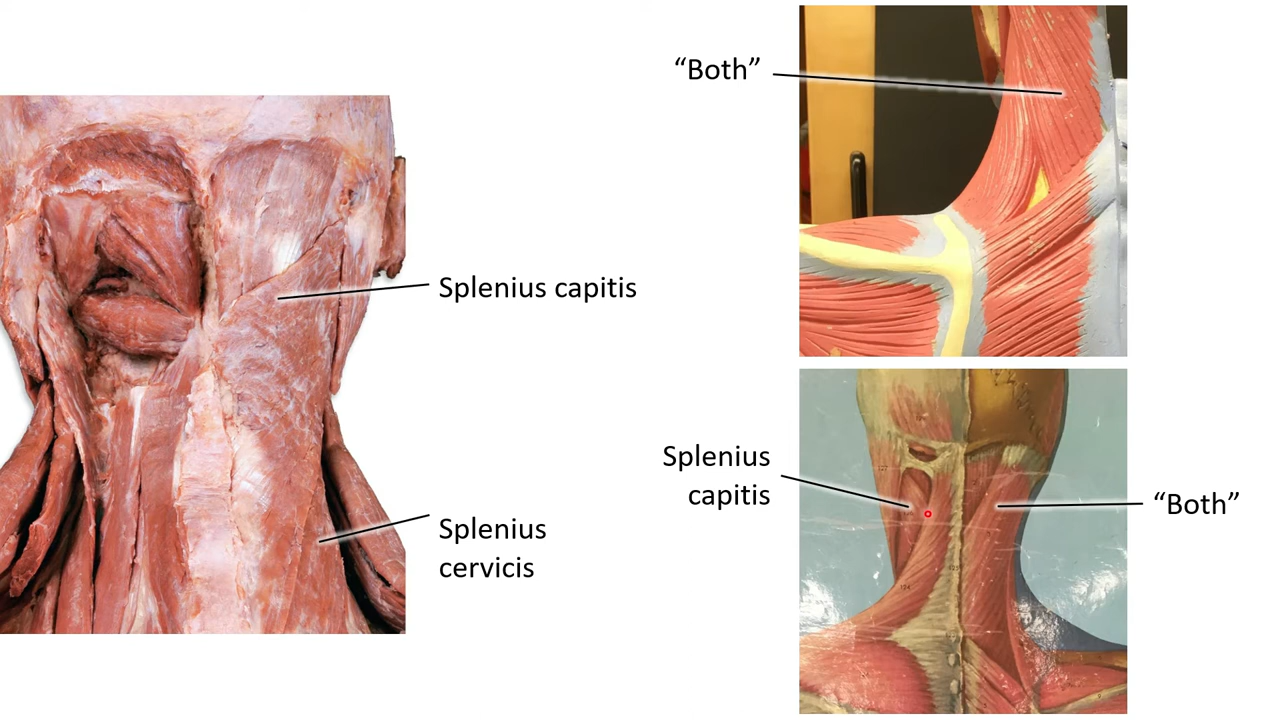 “Both”
Splenius capitis
Splenius
capitis
“Both”
Splenius
cervicis